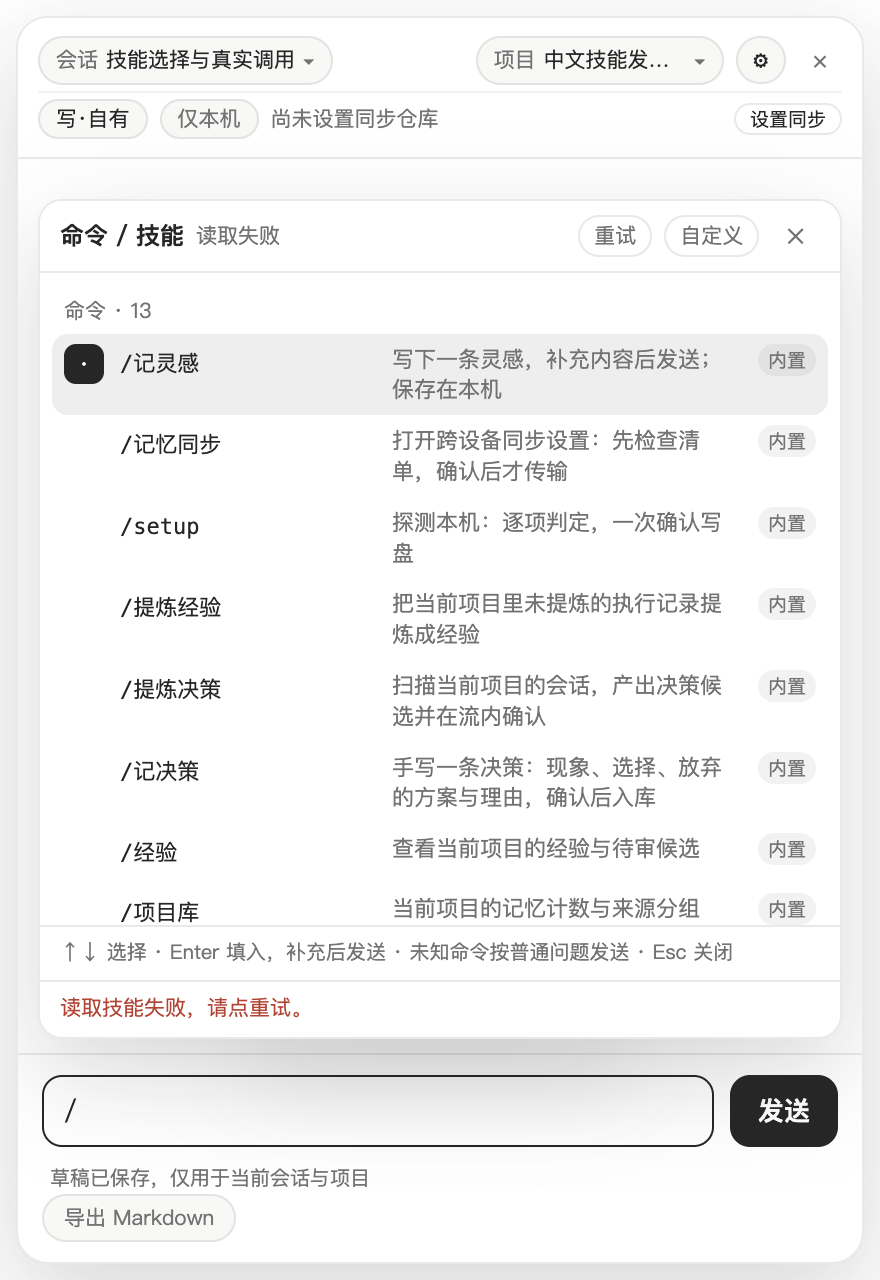 会话 技能选择与真实调用 项目 中文技能发…
写·自有 仅本机 尚未设置同步仓库 设置同步
命令 / 技能 读取失败 重试 自定义
命令 · 13
/记灵感 写下一条灵感，补充内容后发送； 内置
保存在本机
/记忆同步 打开跨设备同步设置：先检查清 内置
单，确认后才传输
/setup 探测本机：逐项判定，一次确认写 内置
盘
/提炼经验 把当前项目里未提炼的执行记录提 内置
炼成经验
/提炼决策 扫描当前项目的会话，产出决策候 内置
选并在流内确认
/记决策 手写一条决策：现象、选择、放弃 内置
的方案与理由，确认后入库
/经验 查看当前项目的经验与待审候选 内置
/项目库 当前项目的记忆计数与来源分组 内置
↑↓ 选择 · Enter 填入，补充后发送 · 未知命令按普通问题发送 · Esc 关闭
读取技能失败，请点重试。
/ 发送
草稿已保存，仅用于当前会话与项目
导出 Markdown